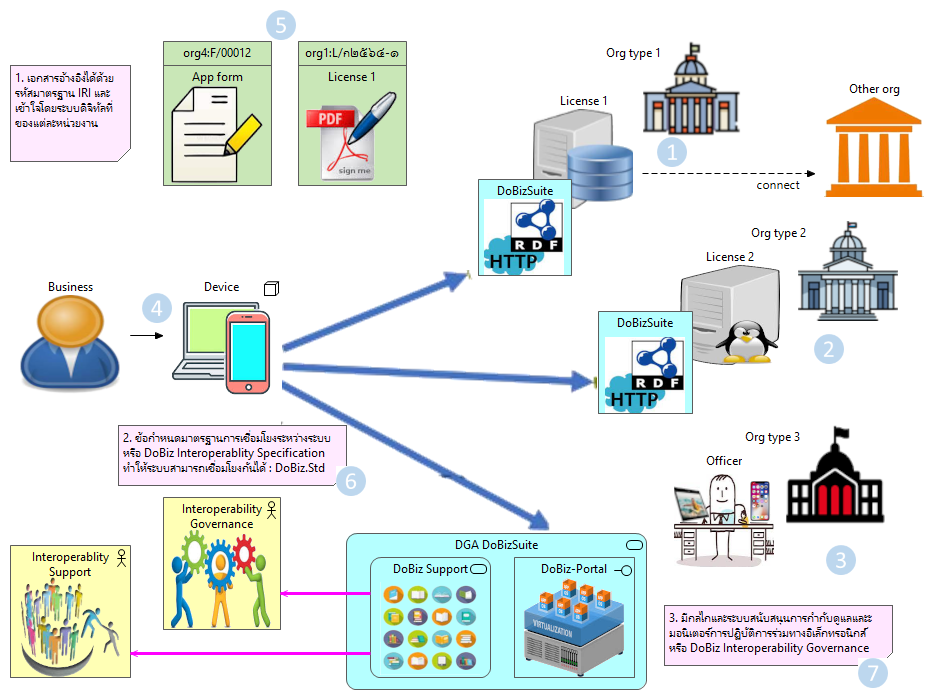 5
org4:F/00012
App form
org1:L/ก๒๕๖๔-๑
License 1
PDF
sign me
1. เอกสารอ้างอิงได้ด้วย
รหัสมาตรฐาน IRI และ
เข้าใจโดยระบบดิจิทัลที่
ของแต่ละหน่วยงาน
Org type 1
License 1
1
Other org
connect
DoBizSuite
RDF
HTTP
Org type 2
License 2
2
DoBizSuite
RDF
HTTP
Business
4
Device
2. ข้อกำหนดมาตรฐานการเชื่อมโยงระหว่างระบบ
หรือ DoBiz Interoperablity Specification
ทำให้ระบบสามารถเชื่อมโยงกันได้ : DoBiz.Std
6
Org type 3
Officer
3
Interoperability
Governance
Interoperablity
Support
DGA DoBizSuite
DoBiz Support
DoBiz-Portal
VIRTUALIZATION
3. มีกลไกและระบบสนับสนุนการกำกับดูแลและ
มอนิเตอร์การปฏิบัติการร่วมทางอิเล็กทรอนิกส์
หรือ DoBiz Interoperability Governance
7